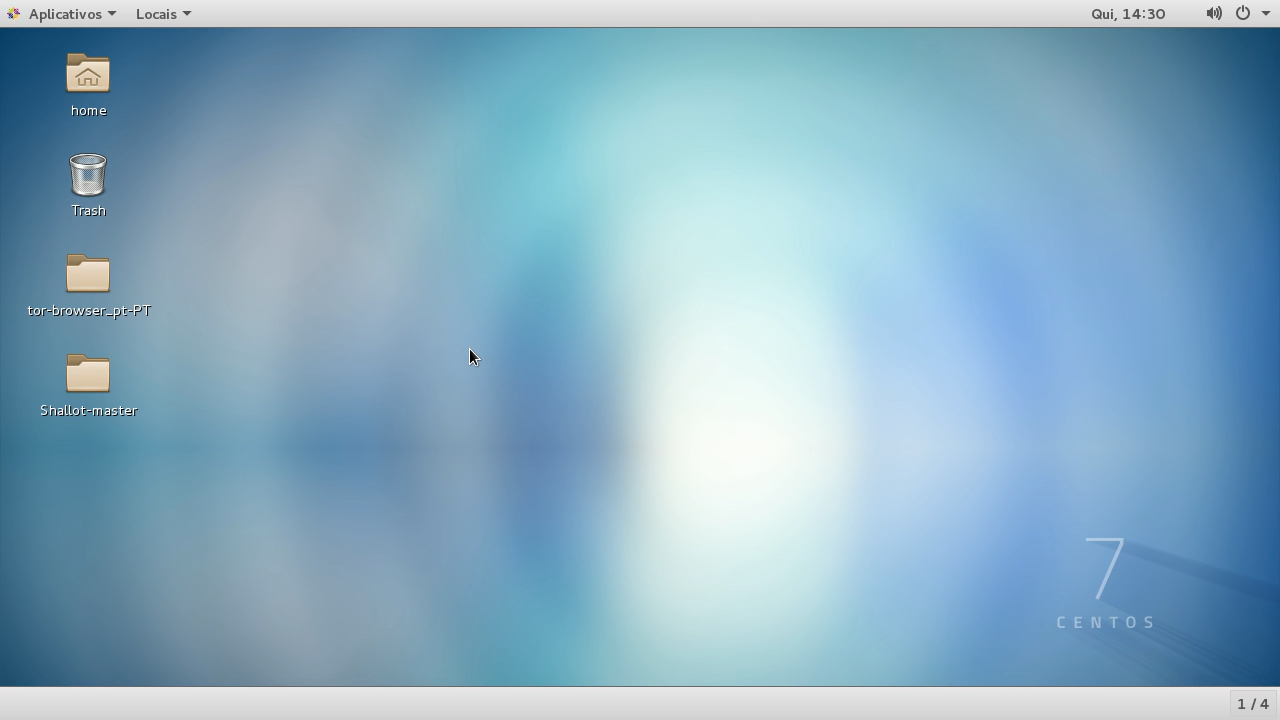 Aplicativos Locais Qui, 14:30
home
Trash
tor-browser_pt-PT
Shallot-master
7
CENTOS
1 / 4